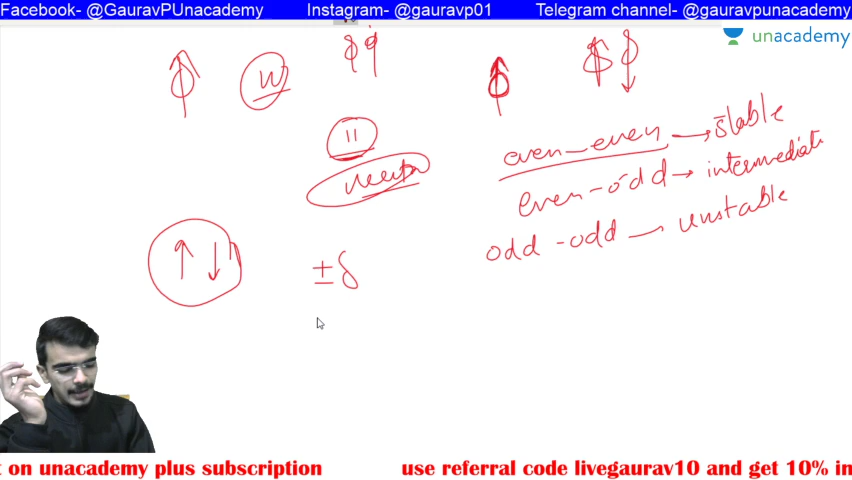 Facebook- @GauravPUnacademy Instagram- @gauravp01 Telegram channel- @gauravpunacademy
unacademy
even-even → stable
even-odd → intermediate
odd-odd → unstable
11
±δ
t on unacademy plus subscription use referral code livegaurav10 and get 10% in